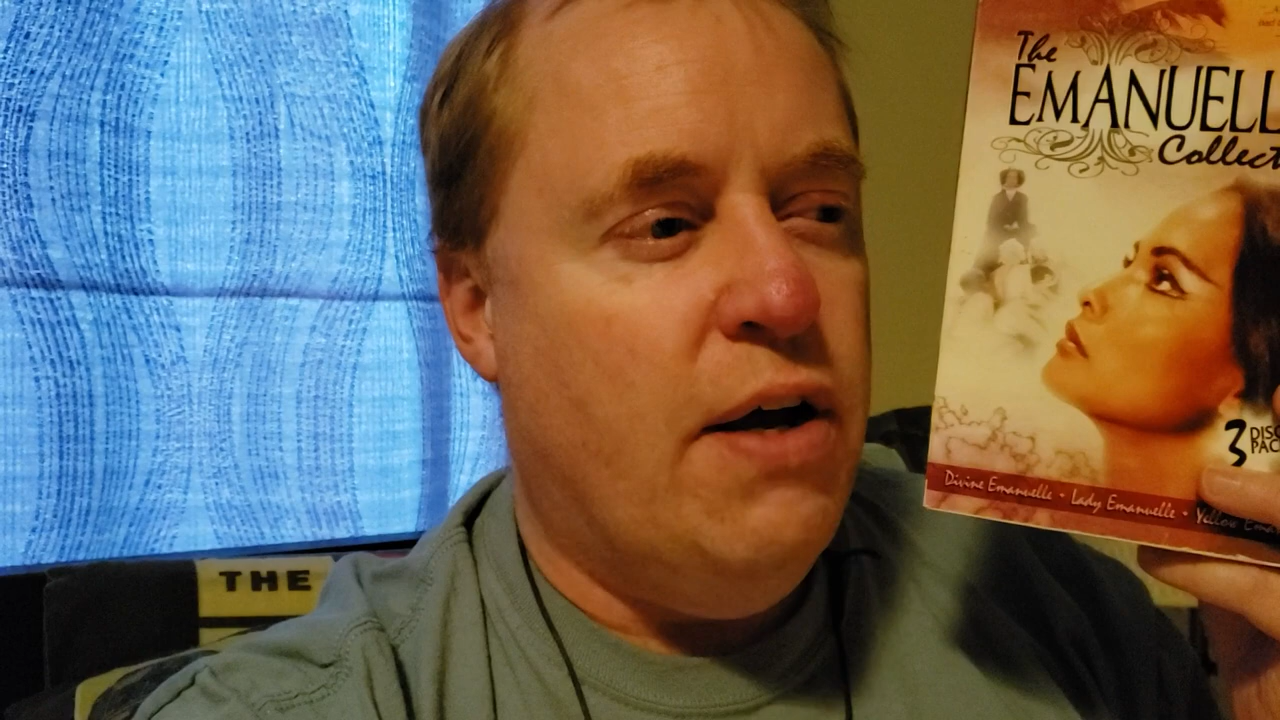 The
EMANUELL
Collect
3 DISC
PAC
Divine Emanuelle • Lady Emanuelle • Yellow Ema
THE